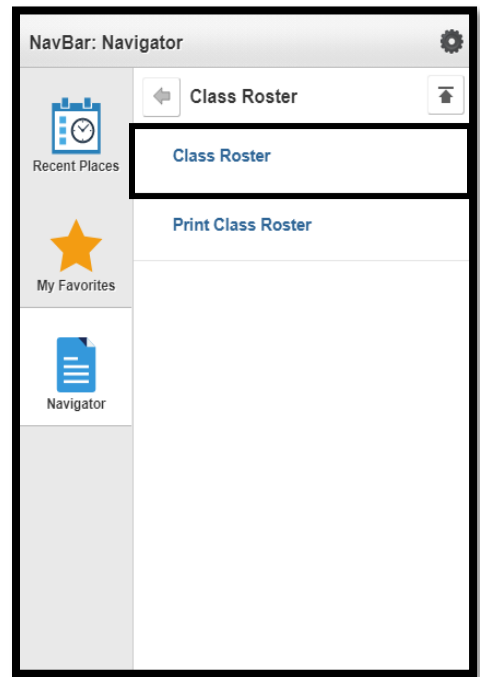 NavBar: Navigator
Class Roster
Recent Places
Class Roster
Print Class Roster
My Favorites
Navigator